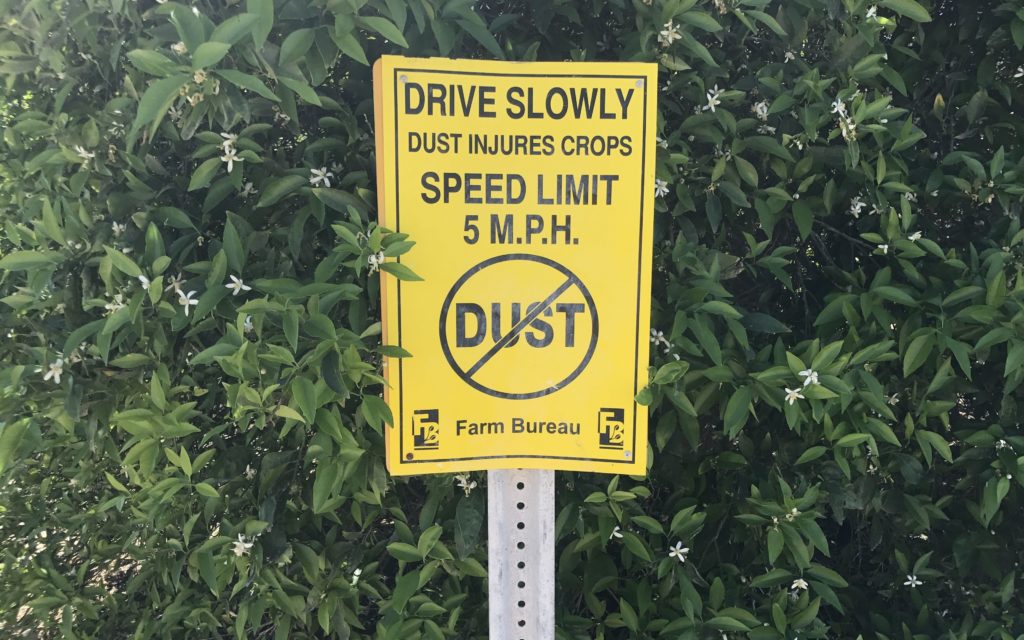 DRIVE SLOWLY
DUST INJURES CROPS
SPEED LIMIT
5 M.P.H.
DUST
FB Farm Bureau FB